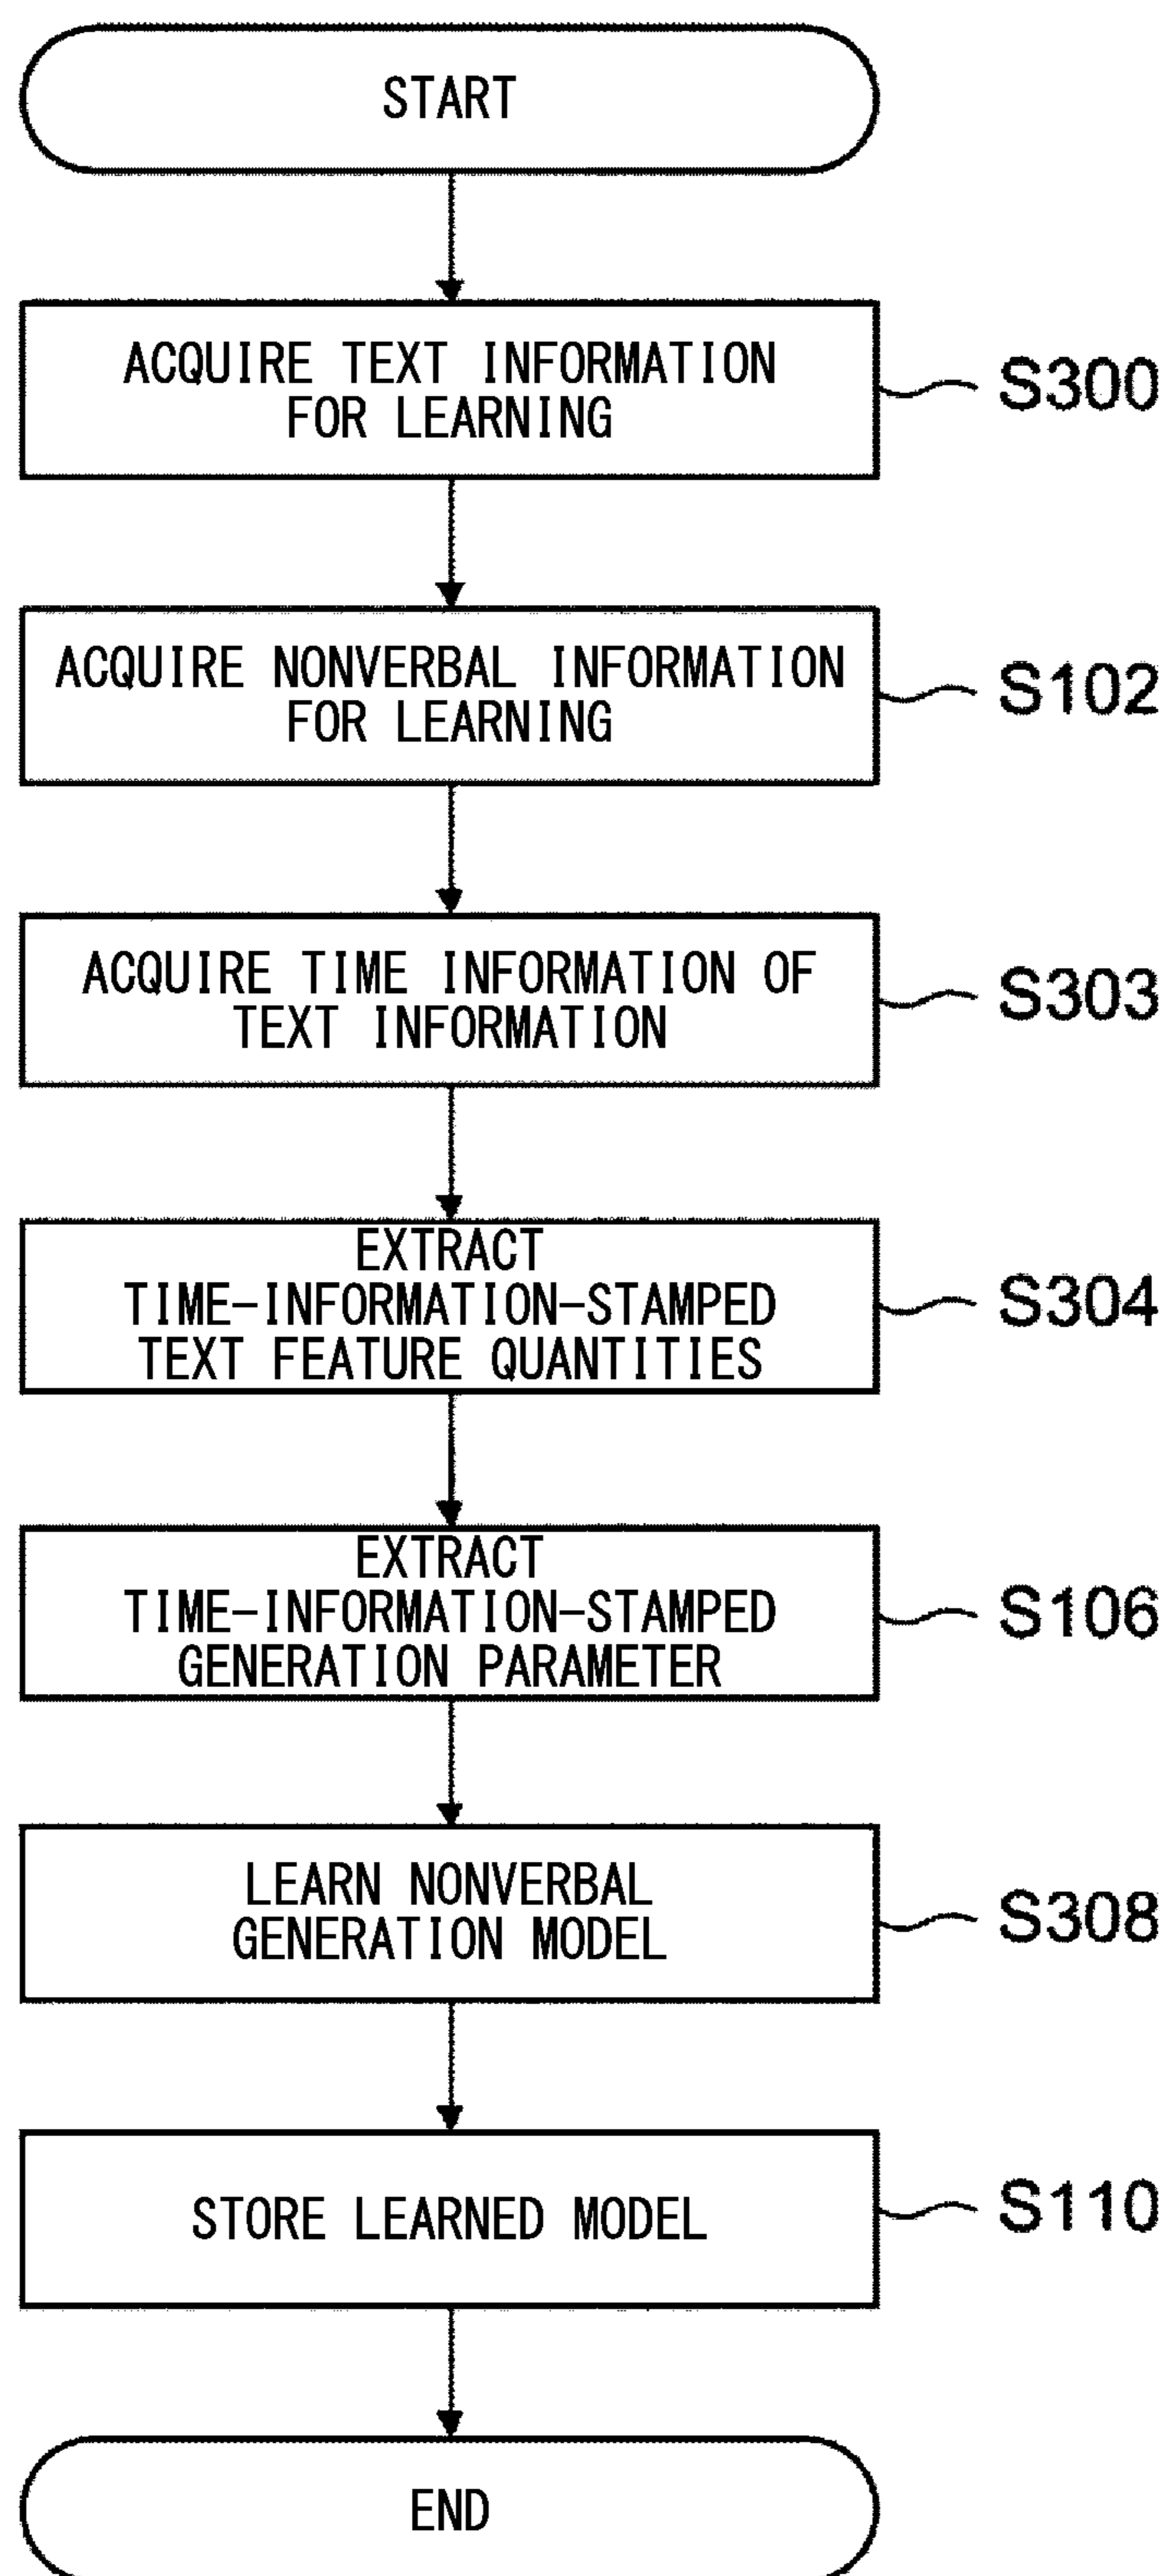 START
ACQUIRE TEXT INFORMATION
FOR LEARNING
S300
ACQUIRE NONVERBAL INFORMATION
FOR LEARNING
S102
ACQUIRE TIME INFORMATION OF
TEXT INFORMATION
S303
EXTRACT
TIME-INFORMATION-STAMPED
TEXT FEATURE QUANTITIES
S304
EXTRACT
TIME-INFORMATION-STAMPED
GENERATION PARAMETER
S106
LEARN NONVERBAL
GENERATION MODEL
S308
STORE LEARNED MODEL
S110
END